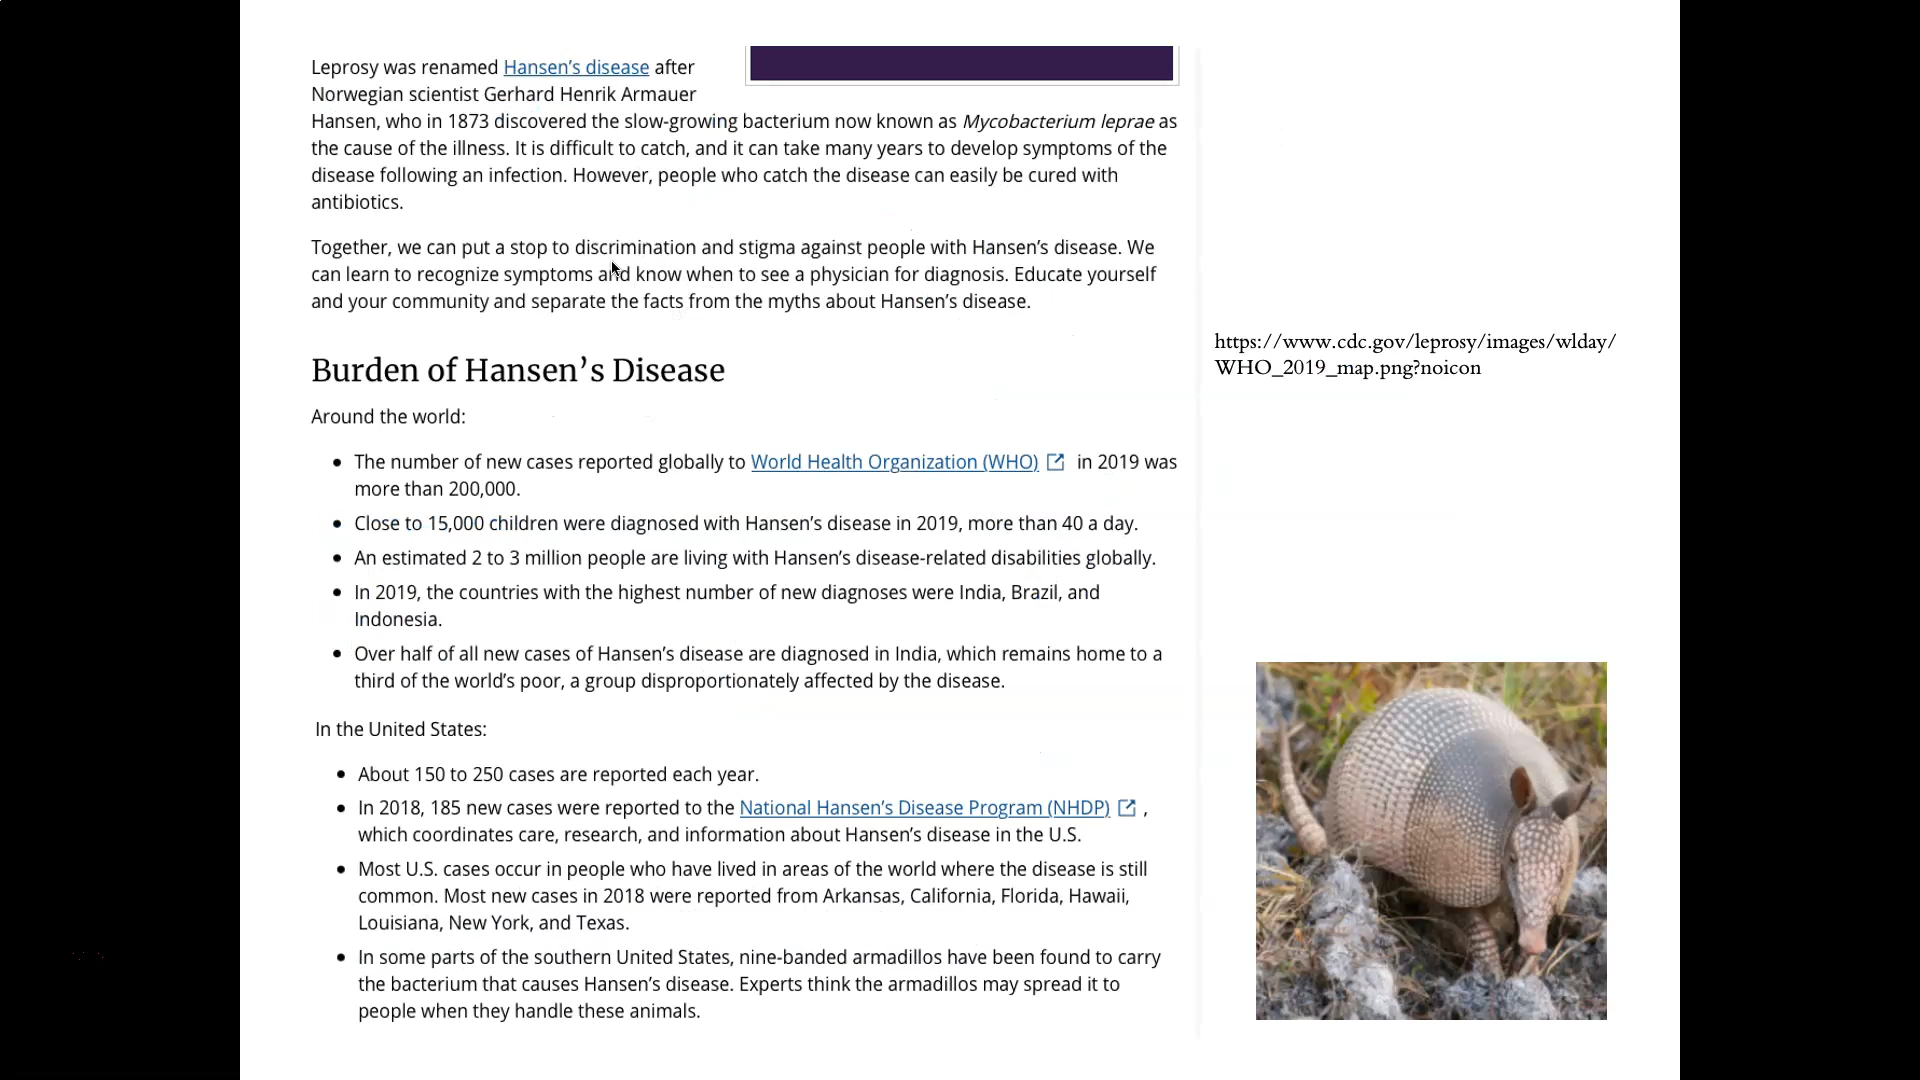 Leprosy was renamed Hansen’s disease after
Norwegian scientist Gerhard Henrik Armauer
Hansen, who in 1873 discovered the slow-growing bacterium now known as Mycobacterium leprae as
the cause of the illness. It is difficult to catch, and it can take many years to develop symptoms of the
disease following an infection. However, people who catch the disease can easily be cured with
antibiotics.
Together, we can put a stop to discrimination and stigma against people with Hansen’s disease. We
can learn to recognize symptoms and know when to see a physician for diagnosis. Educate yourself
and your community and separate the facts from the myths about Hansen’s disease.
Burden of Hansen’s Disease
Around the world:
• The number of new cases reported globally to World Health Organization (WHO) in 2019 was
more than 200,000.
• Close to 15,000 children were diagnosed with Hansen’s disease in 2019, more than 40 a day.
• An estimated 2 to 3 million people are living with Hansen’s disease-related disabilities globally.
• In 2019, the countries with the highest number of new diagnoses were India, Brazil, and
Indonesia.
• Over half of all new cases of Hansen’s disease are diagnosed in India, which remains home to a
third of the world’s poor, a group disproportionately affected by the disease.
In the United States:
• About 150 to 250 cases are reported each year.
• In 2018, 185 new cases were reported to the National Hansen’s Disease Program (NHDP) ,
which coordinates care, research, and information about Hansen’s disease in the U.S.
• Most U.S. cases occur in people who have lived in areas of the world where the disease is still
common. Most new cases in 2018 were reported from Arkansas, California, Florida, Hawaii,
Louisiana, New York, and Texas.
• In some parts of the southern United States, nine-banded armadillos have been found to carry
the bacterium that causes Hansen’s disease. Experts think the armadillos may spread it to
people when they handle these animals.
https://www.cdc.gov/leprosy/images/wlday/
WHO_2019_map.png?noicon